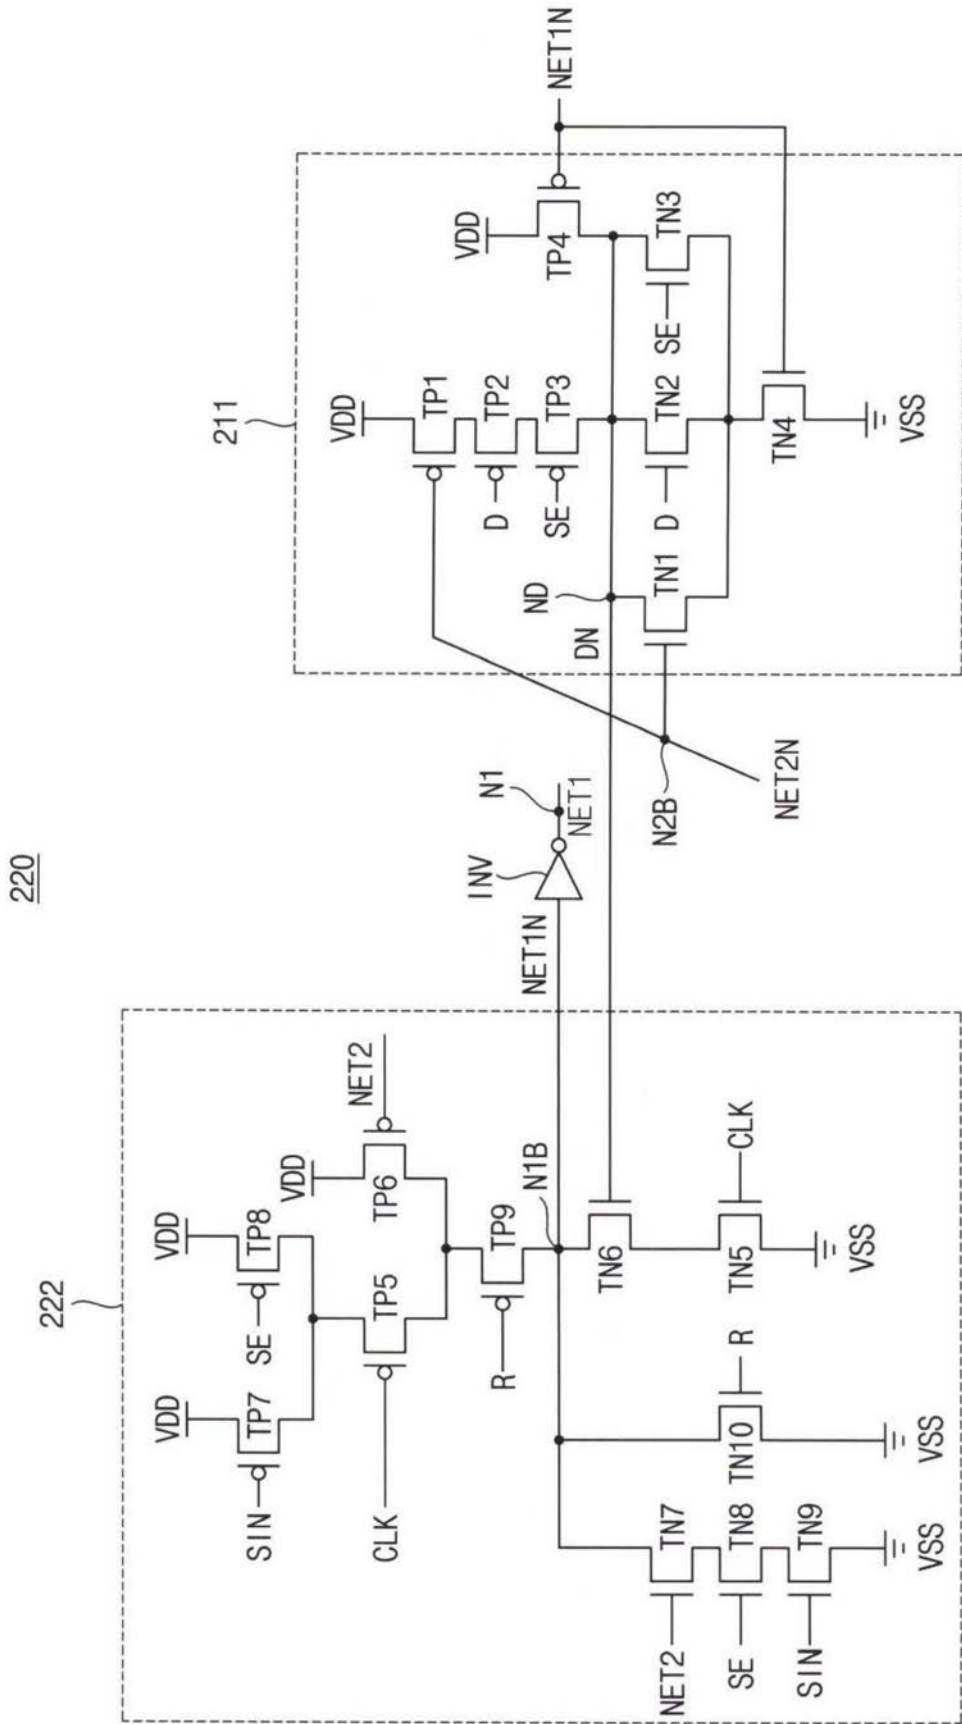 220
222
211
VDD
VDD
VDD
VDD
VDD
SIN
TP7
SE
TP8
NET2
TP6
CLK
TP5
R
TP9
N1B
NET1N
INV
N1
NET1
TN6
TN5
CLK
VSS
R
TN10
VSS
NET2
TN7
SE
TN8
SIN
TN9
VSS
TP1
D
TP2
SE
TP3
TP4
NET1N
DN
ND
TN1
D
TN2
SE
TN3
N2B
NET2N
TN4
VSS